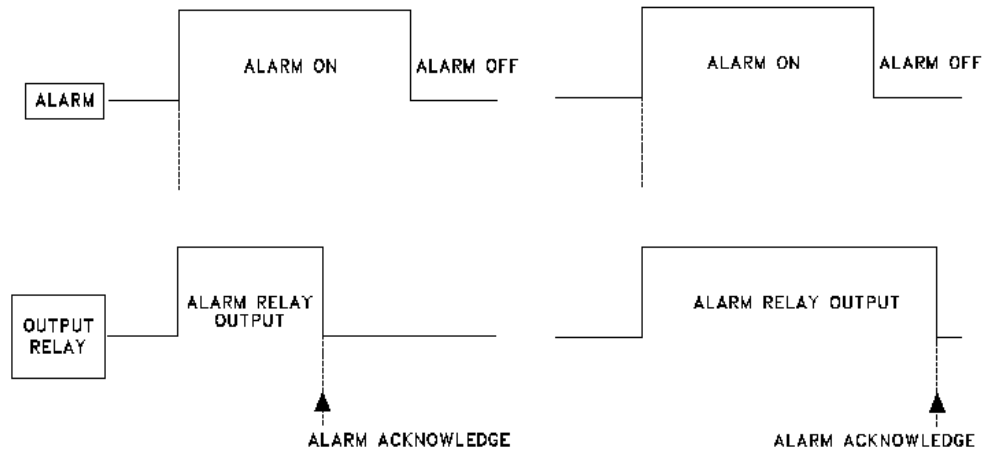 ALARM
ALARM ON
ALARM OFF
ALARM ON
ALARM OFF
OUTPUT
RELAY
ALARM RELAY
OUTPUT
ALARM ACKNOWLEDGE
ALARM RELAY OUTPUT
ALARM ACKNOWLEDGE